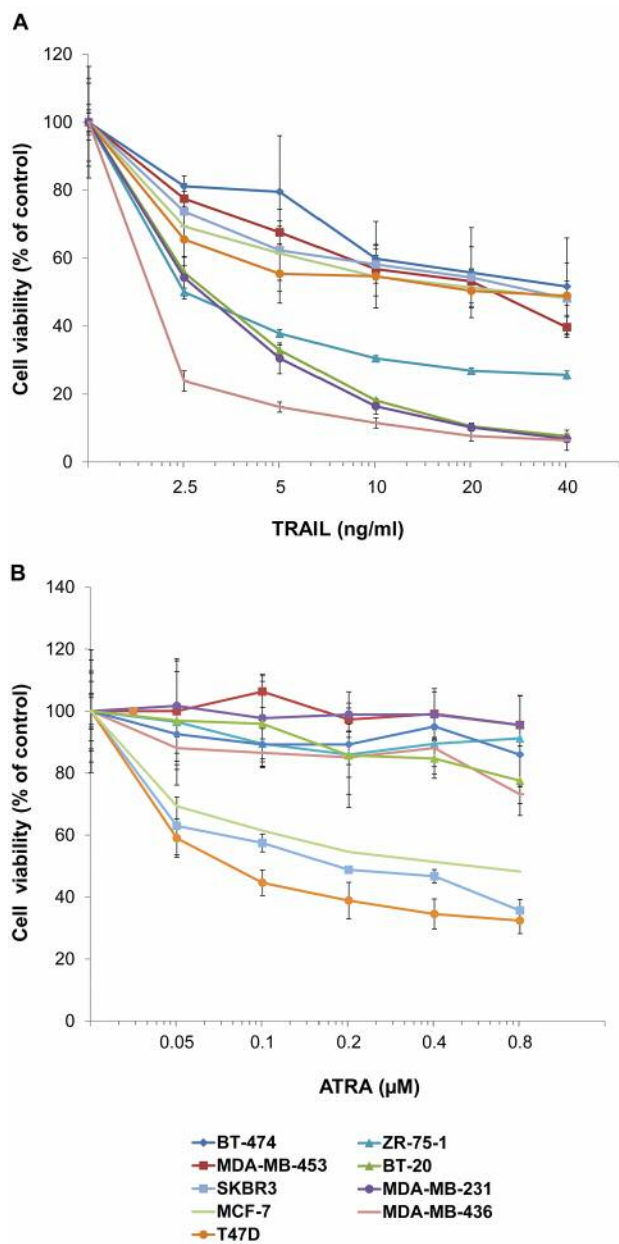 A
120
100
80
60
40
20
0
Cell viability (% of control)
2.5 5 10 20 40
TRAIL (ng/ml)
B
140
120
100
80
60
40
20
0
Cell viability (% of control)
0.05 0.1 0.2 0.4 0.8
ATRA (µM)
BT-474 ZR-75-1
MDA-MB-453 BT-20
SKBR3 MDA-MB-231
MCF-7 MDA-MB-436
T47D